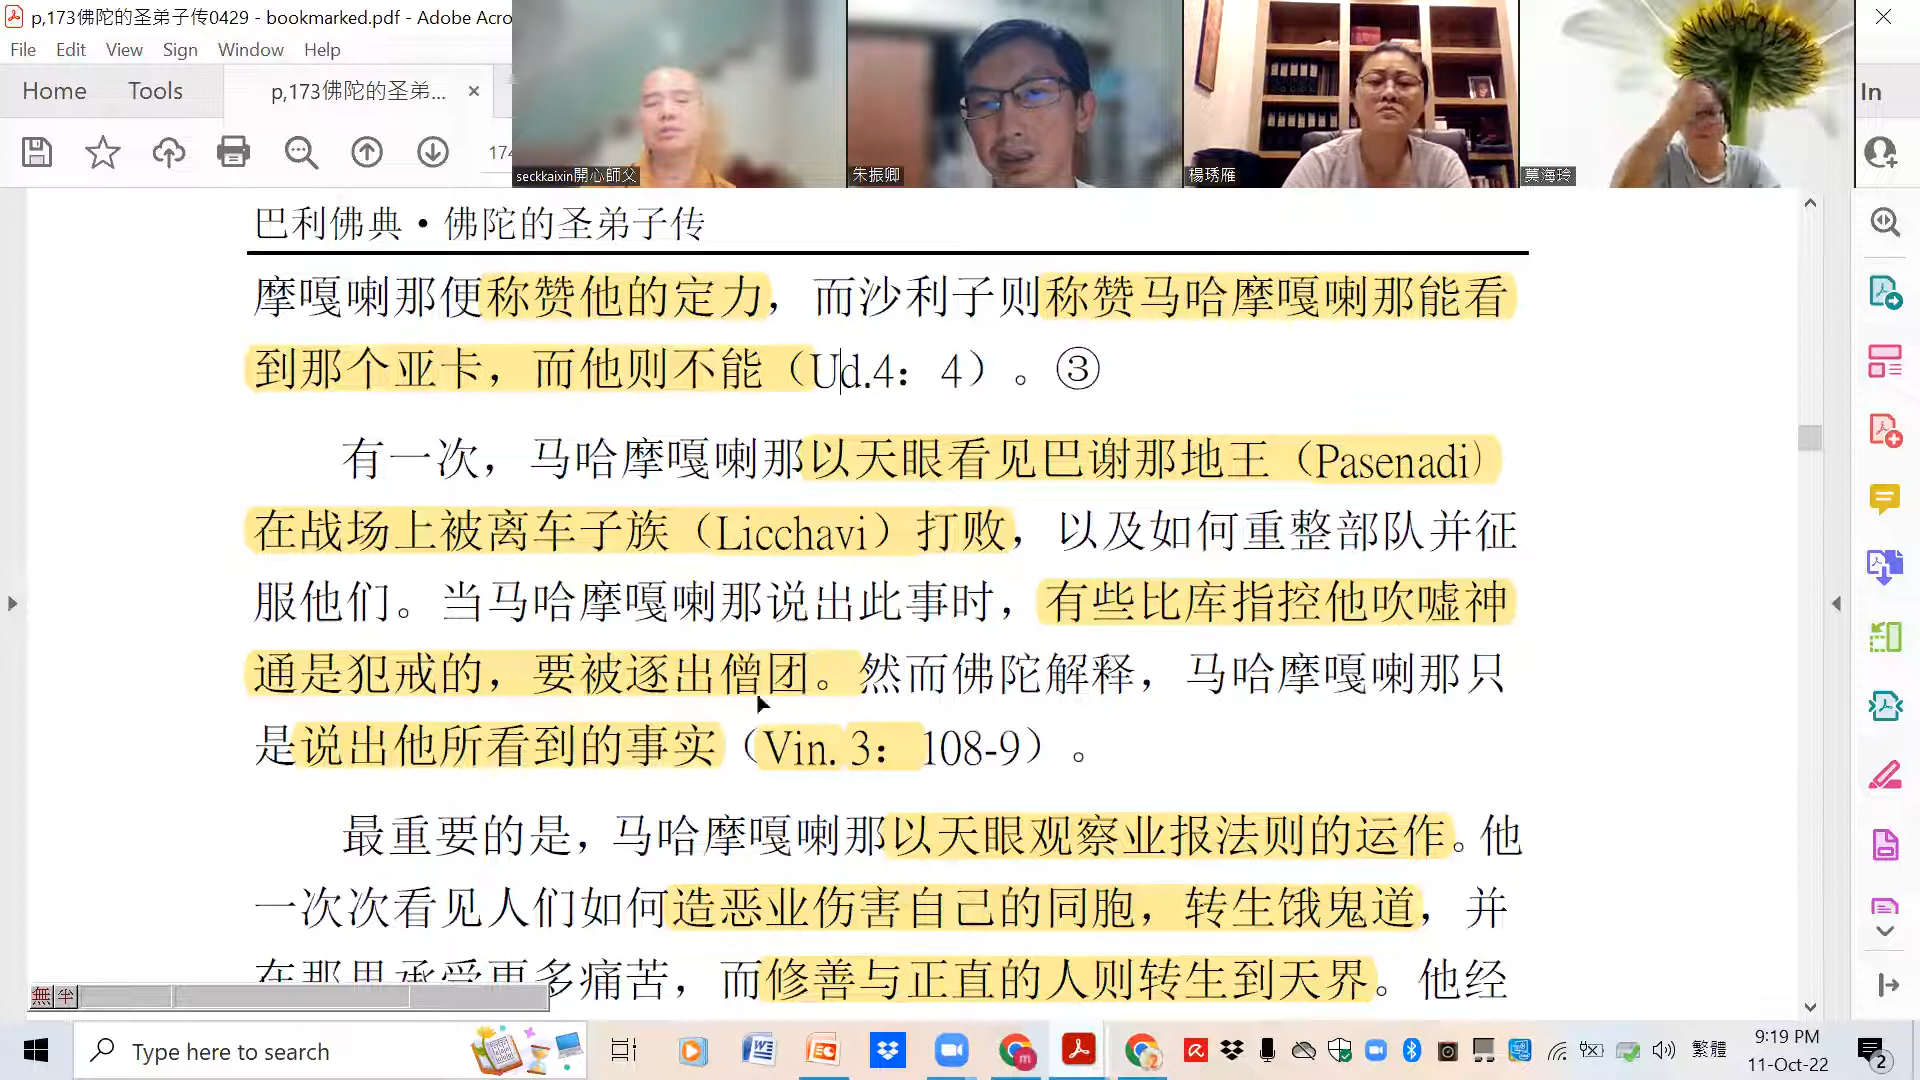 p,173佛陀的圣弟子传0429 - bookmarked.pdf - Adobe Acro
File Edit View Sign Window Help
Home Tools p,173佛陀的圣弟... ×
174
In
seckkaixin開心師父 朱振卿 楊琇雁 莫海玲
巴利佛典·佛陀的圣弟子传
摩嘎喇那便称赞他的定力，而沙利子则称赞马哈摩嘎喇那能看
到那个亚卡，而他则不能（Ud.4：4）。③
有一次，马哈摩嘎喇那以天眼看见巴谢那地王（Pasenadi）
在战场上被离车子族（Licchavi）打败，以及如何重整部队并征
服他们。当马哈摩嘎喇那说出此事时，有些比库指控他吹嘘神
通是犯戒的，要被逐出僧团。然而佛陀解释，马哈摩嘎喇那只
是说出他所看到的事实（Vin. 3：108-9）。
最重要的是，马哈摩嘎喇那以天眼观察业报法则的运作。他
一次次看见人们如何造恶业伤害自己的同胞，转生饿鬼道，并
在那里承受更多痛苦，而修善与正直的人则转生到天界。他经
無 半
Type here to search
繁體
9:19 PM
11-Oct-22
2